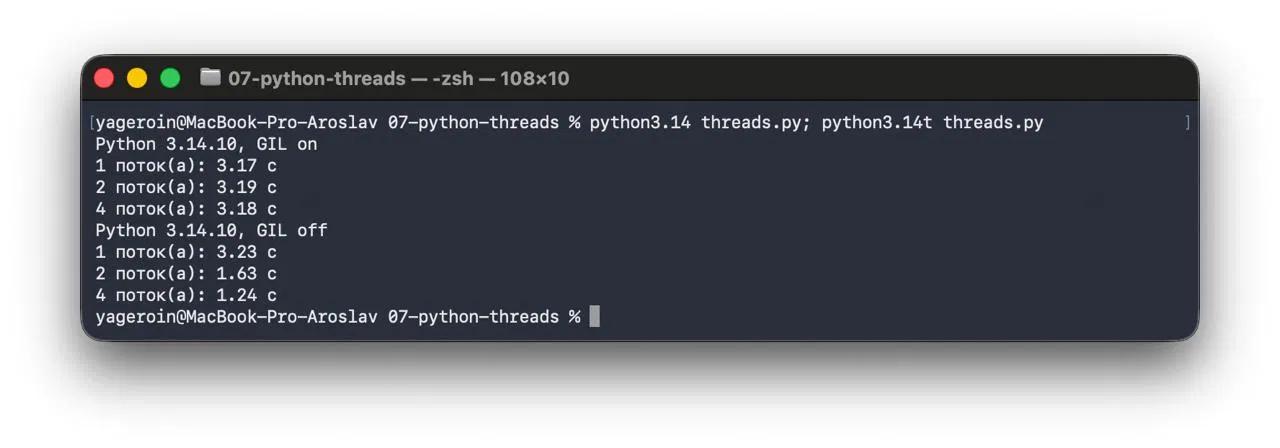 07-python-threads — -zsh — 108×10
[yageroin@MacBook-Pro-Aroslav 07-python-threads % python3.14 threads.py; python3.14t threads.py ]
Python 3.14.10, GIL on
1 поток(а): 3.17 с
2 поток(а): 3.19 с
4 поток(а): 3.18 с
Python 3.14.10, GIL off
1 поток(а): 3.23 с
2 поток(а): 1.63 с
4 поток(а): 1.24 с
yageroin@MacBook-Pro-Aroslav 07-python-threads %